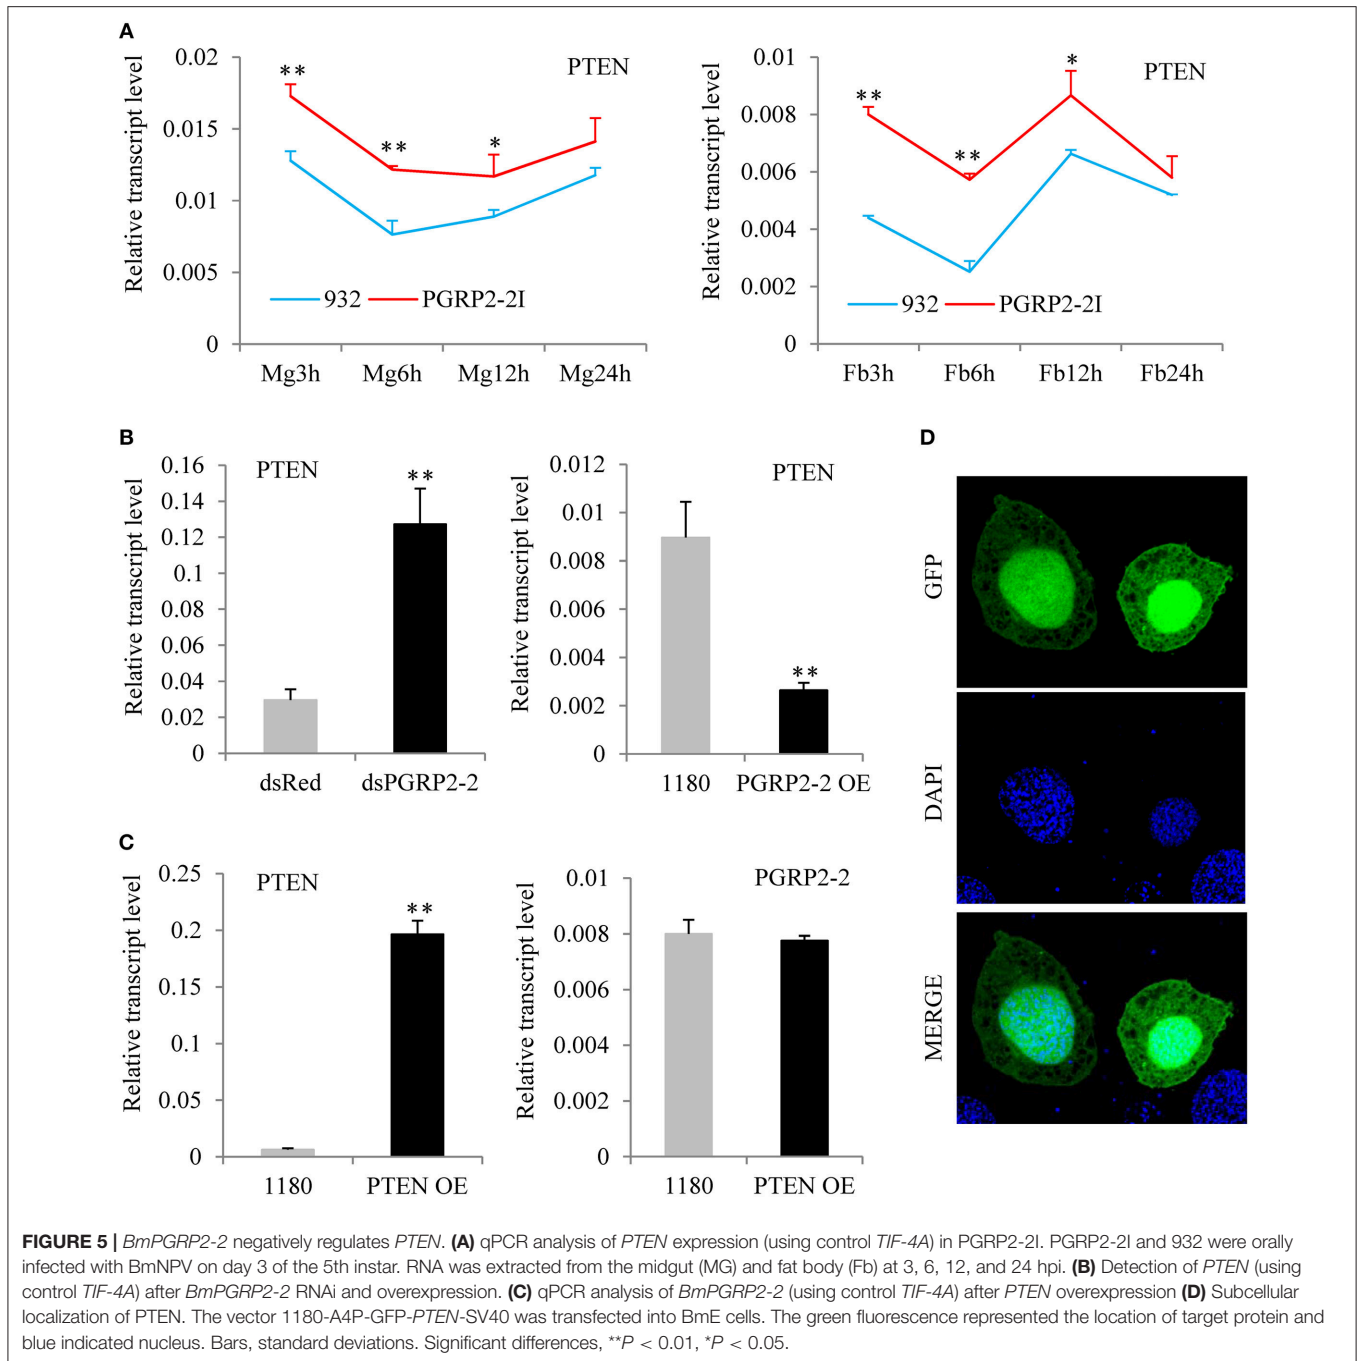 A
0.02
0.015
0.01
0.005
0
Relative transcript level
**
**
*
PTEN
932
PGRP2-2I
Mg3h
Mg6h
Mg12h
Mg24h
0.01
0.008
0.006
0.004
0.002
0
Relative transcript level
**
**
*
PTEN
932
PGRP2-2I
Fb3h
Fb6h
Fb12h
Fb24h
B
0.16
0.14
0.12
0.1
0.08
0.06
0.04
0.02
0
Relative transcript level
PTEN
**
dsRed
dsPGRP2-2
0.012
0.01
0.008
0.006
0.004
0.002
0
Relative transcript level
PTEN
**
1180
PGRP2-2 OE
C
0.25
0.2
0.15
0.1
0.05
0
Relative transcript level
PTEN
**
1180
PTEN OE
0.01
0.008
0.006
0.004
0.002
0
Relative transcript level
PGRP2-2
1180
PTEN OE
D
GFP
DAPI
MERGE
FIGURE 5 | BmPGRP2-2 negatively regulates PTEN. (A) qPCR analysis of PTEN expression (using control TIF-4A) in PGRP2-2I. PGRP2-2I and 932 were orally
infected with BmNPV on day 3 of the 5th instar. RNA was extracted from the midgut (MG) and fat body (Fb) at 3, 6, 12, and 24 hpi. (B) Detection of PTEN (using
control TIF-4A) after BmPGRP2-2 RNAi and overexpression. (C) qPCR analysis of BmPGRP2-2 (using control TIF-4A) after PTEN overexpression (D) Subcellular
localization of PTEN. The vector 1180-A4P-GFP-PTEN-SV40 was transfected into BmE cells. The green fluorescence represented the location of target protein and
blue indicated nucleus. Bars, standard deviations. Significant differences, **P < 0.01, *P < 0.05.